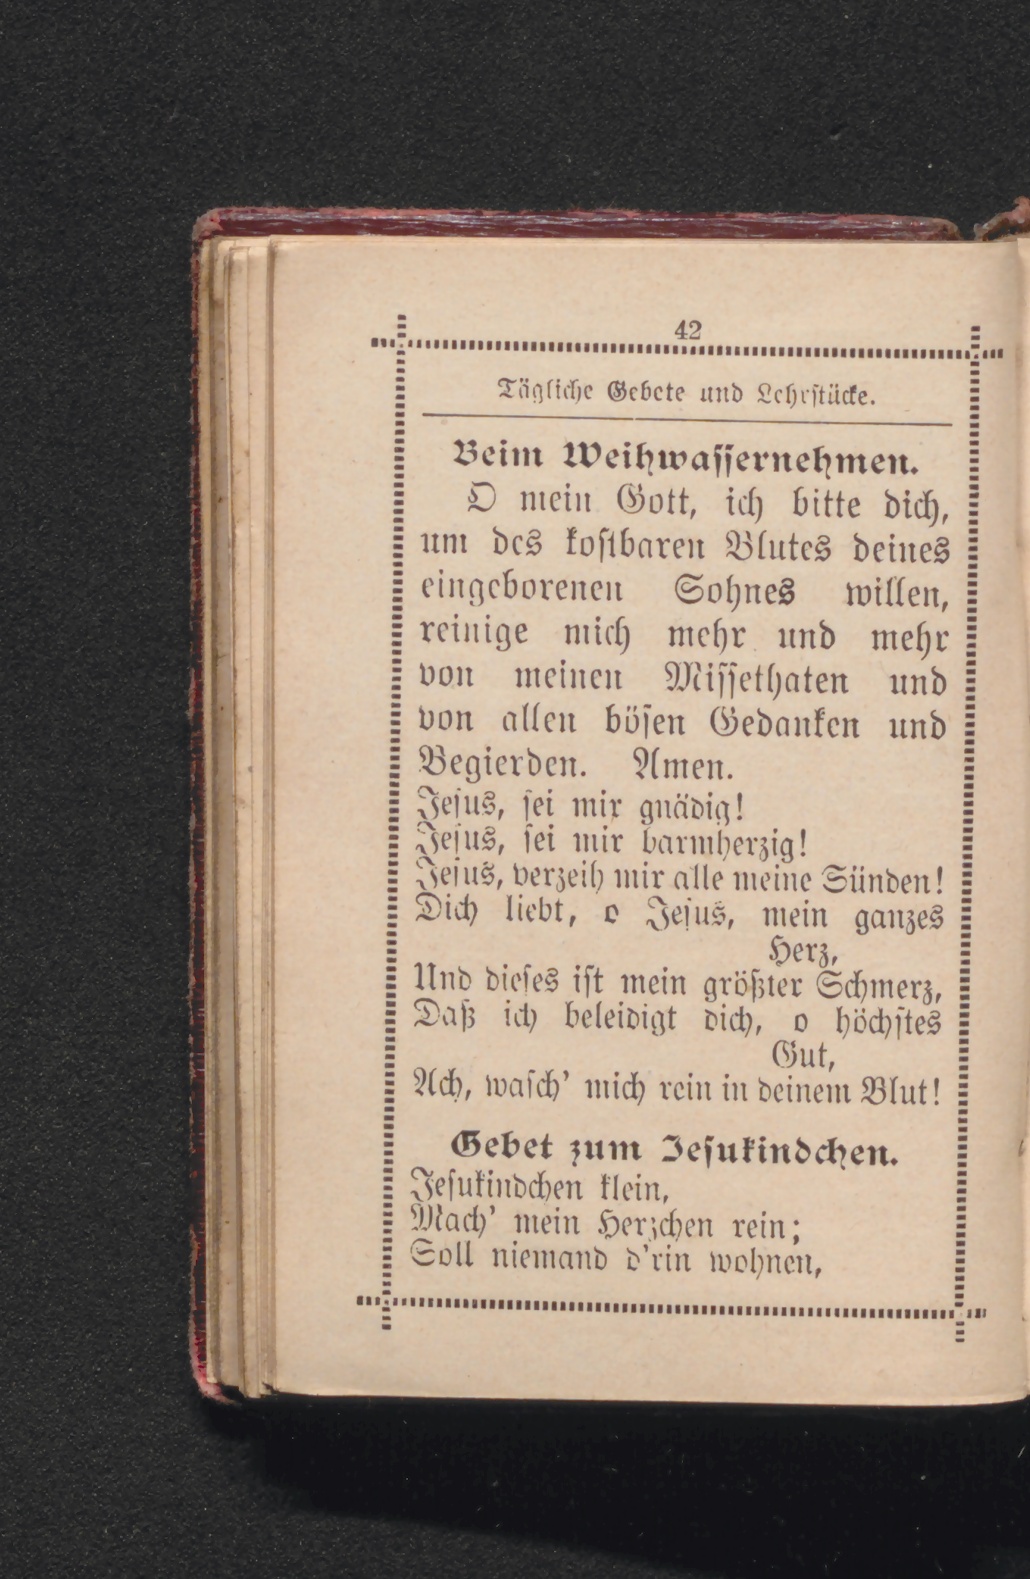 42
Tägliche Gebete und Lehrstücke.
Beim Weihwassernehmen.
O mein Gott, ich bitte dich,
um des kostbaren Blutes deines
eingeborenen Sohnes willen,
reinige mich mehr und mehr
von meinen Missethaten und
von allen bösen Gedanken und
Begierden. Amen.
Jesus, sei mir gnädig!
Jesus, sei mir barmherzig!
Jesus, verzeih mir alle meine Sünden!
Dich liebt, o Jesus, mein ganzes
Herz,
Und dieses ist mein größter Schmerz,
Daß ich beleidigt dich, o höchstes
Gut,
Ach, wasch’ mich rein in deinem Blut!
Gebet zum Jesukindchen.
Jesukindchen klein,
Mach’ mein Herzchen rein;
Soll niemand d’rin wohnen,